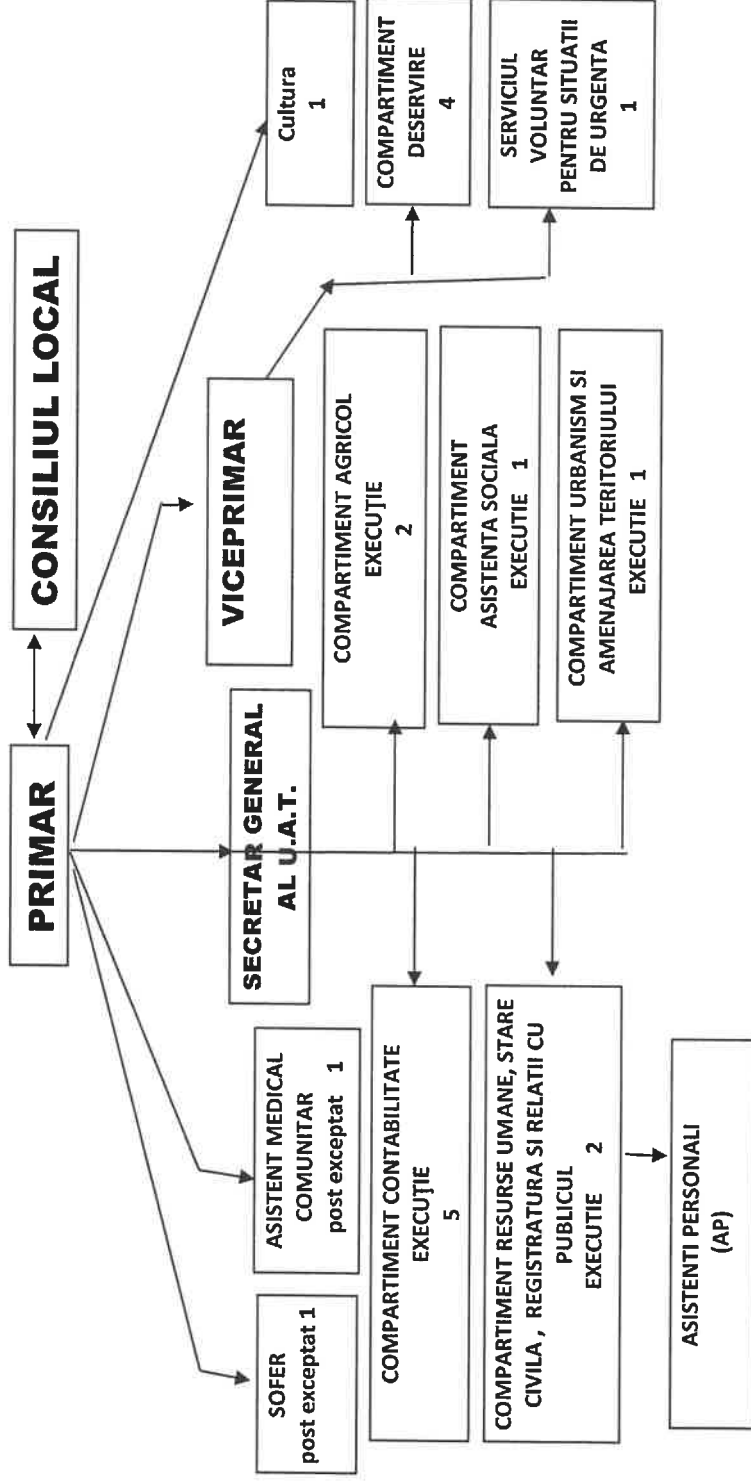 PRIMAR
CONSILIUL LOCAL
SOFER
post exceptat 1
ASISTENT MEDICAL
COMUNITAR
post exceptat 1
SECRETAR GENERAL
AL U.A.T.
VICEPRIMAR
Cultura
1
COMPARTIMENT CONTABILITATE
EXECUŢIE
5
COMPARTIMENT AGRICOL
EXECUŢIE
2
COMPARTIMENT
DESERVIRE
4
COMPARTIMENT RESURSE UMANE, STARE
CIVILA , REGISTRATURA SI RELATII CU
PUBLICUL
EXECUTIE 2
COMPARTIMENT
ASISTENTA SOCIALA
EXECUTIE 1
SERVICIUL
VOLUNTAR
PENTRU SITUATII
DE URGENTA
1
COMPARTIMENT URBANISM SI
AMENAJAREA TERITORIULUI
EXECUTIE 1
ASISTENTI PERSONALI
(AP)